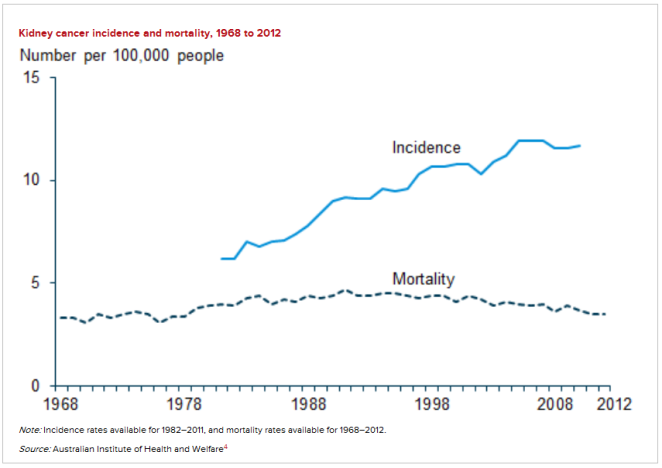 Kidney cancer incidence and mortality, 1968 to 2012
Number per 100,000 people
15
Incidence
10
Mortality
5
0
1968 1978 1988 1998 2008 2012
Note: Incidence rates available for 1982–2011, and mortality rates available for 1968–2012.
Source: Australian Institute of Health and Welfare4